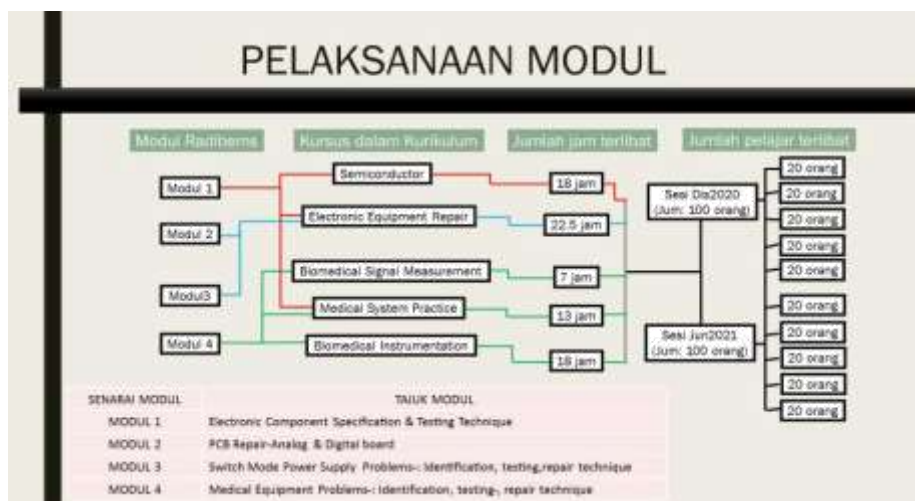 PELAKSANAAN MODUL
Modul Radibems
Kursus dalam Kurikulum
Jumlah jam terlibat
Jumlah pelajar terlibat
Modul 1
Modul 2
Modul3
Modul 4
Semiconductor
Electronic Equipment Repair
Biomedical Signal Measurement
Medical System Practice
Biomedical Instrumentation
18 jam
22.5 jam
7 jam
13 jam
18 jam
Sesi Dis2020
(Jum: 100 orang)
Sesi Jun2021
(Jum: 100 orang)
20 orang
20 orang
20 orang
20 orang
20 orang
20 orang
20 orang
20 orang
20 orang
20 orang
SENARAI MODUL TAJUK MODUL
MODUL 1 Electronic Component Specification & Testing Technique
MODUL 2 PCB Repair-Analog & Digital board
MODUL 3 Switch Mode Power Supply Problems-: Identification, testing,repair technique
MODUL 4 Medical Equipment Problems-: Identification, testing-, repair technique